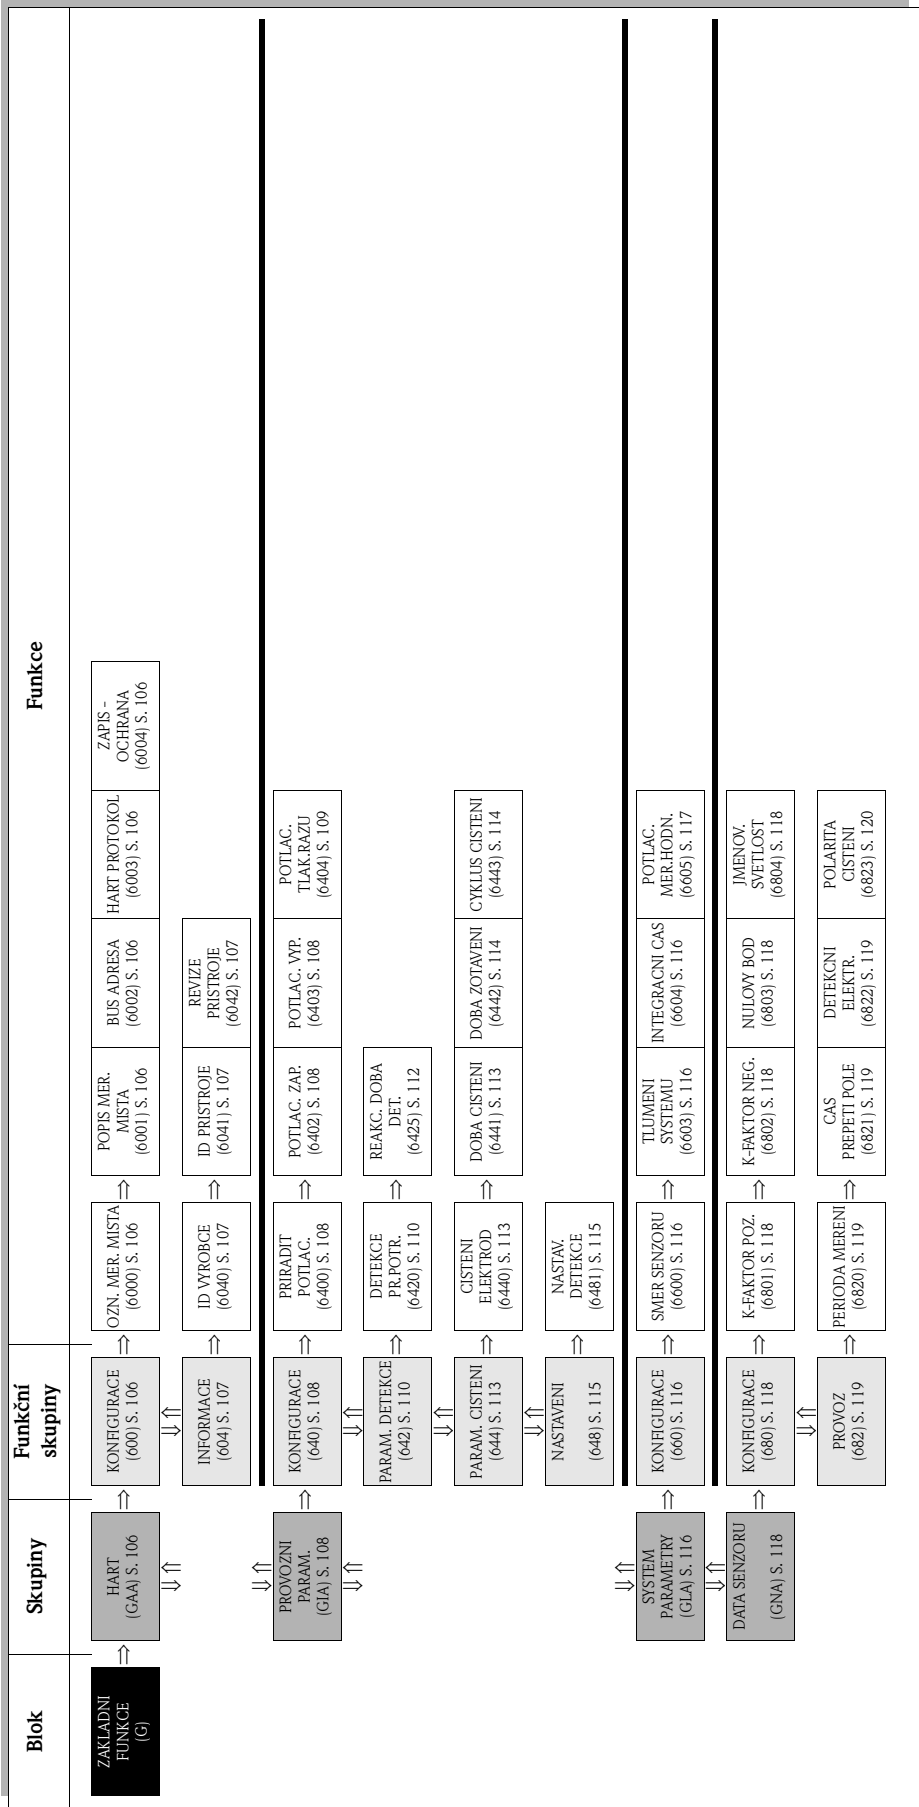 Blok
Skupiny
Funkční
skupiny
Funkce
ZAKLADNI
FUNKCE
(G)
HART
(GAA) S. 106
KONFIGURACE
(600) S. 106
OZN. MER. MISTA
(6000) S. 106
POPIS MER.
MISTA
(6001) S. 106
BUS ADRESA
(6002) S. 106
HART PROTOKOL
(6003) S. 106
ZAPIS –
OCHRANA
(6004) S. 106
INFORMACE
(604) S. 107
ID VYROBCE
(6040) S. 107
ID PRISTROJE
(6041) S. 107
REVIZE
PRISTROJE
(6042) S. 107
PROVOZNI
PARAM.
(GIA) S. 108
KONFIGURACE
(640) S. 108
PRIRADIT
POTLAC.
(6400) S. 108
POTLAC. ZAP.
(6402) S. 108
POTLAC. VYP.
(6403) S. 108
POTLAC.
TLAK.RAZU
(6404) S. 109
PARAM. DETEKCE
(642) S. 110
DETEKCE
PR.POTR.
(6420) S. 110
REAKC. DOBA
DET.
(6425) S. 112
PARAM. CISTENI
(644) S. 113
CISTENI
ELEKTROD
(6440) S. 113
DOBA CISTENI
(6441) S. 113
DOBA ZOTAVENI
(6442) S. 114
CYKLUS CISTENI
(6443) S. 114
NASTAVENI
(648) S. 115
NASTAV.
DETEKCE
(6481) S. 115
SYSTEM
PARAMETRY
(GLA) S. 116
KONFIGURACE
(660) S. 116
SMER SENZORU
(6600) S. 116
TLUMENI
SYSTEMU
(6603) S. 116
INTEGRACNI CAS
(6604) S. 116
POTLAC.
MER.HODN.
(6605) S. 117
DATA SENZORU
(GNA) S. 118
KONFIGURACE
(680) S. 118
K-FAKTOR POZ.
(6801) S. 118
K-FAKTOR NEG.
(6802) S. 118
NULOVY BOD
(6803) S. 118
JMENOV.
SVETLOST
(6804) S. 118
PROVOZ
(682) S. 119
PERIODA MERENI
(6820) S. 119
CAS
PREPETI POLE
(6821) S. 119
DETEKCNI
ELEKTR.
(6822) S. 119
POLARITA
CISTENI
(6823) S. 120